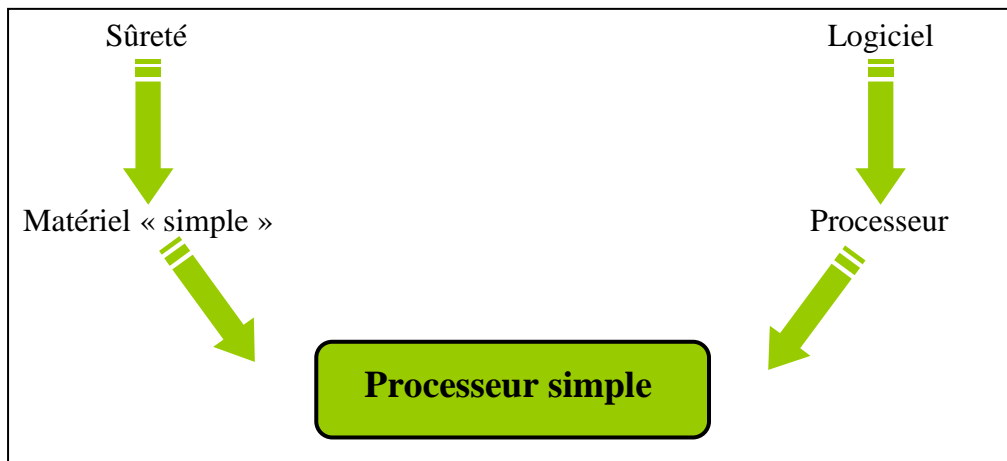 Sûreté
Logiciel
Matériel « simple »
Processeur
Processeur simple